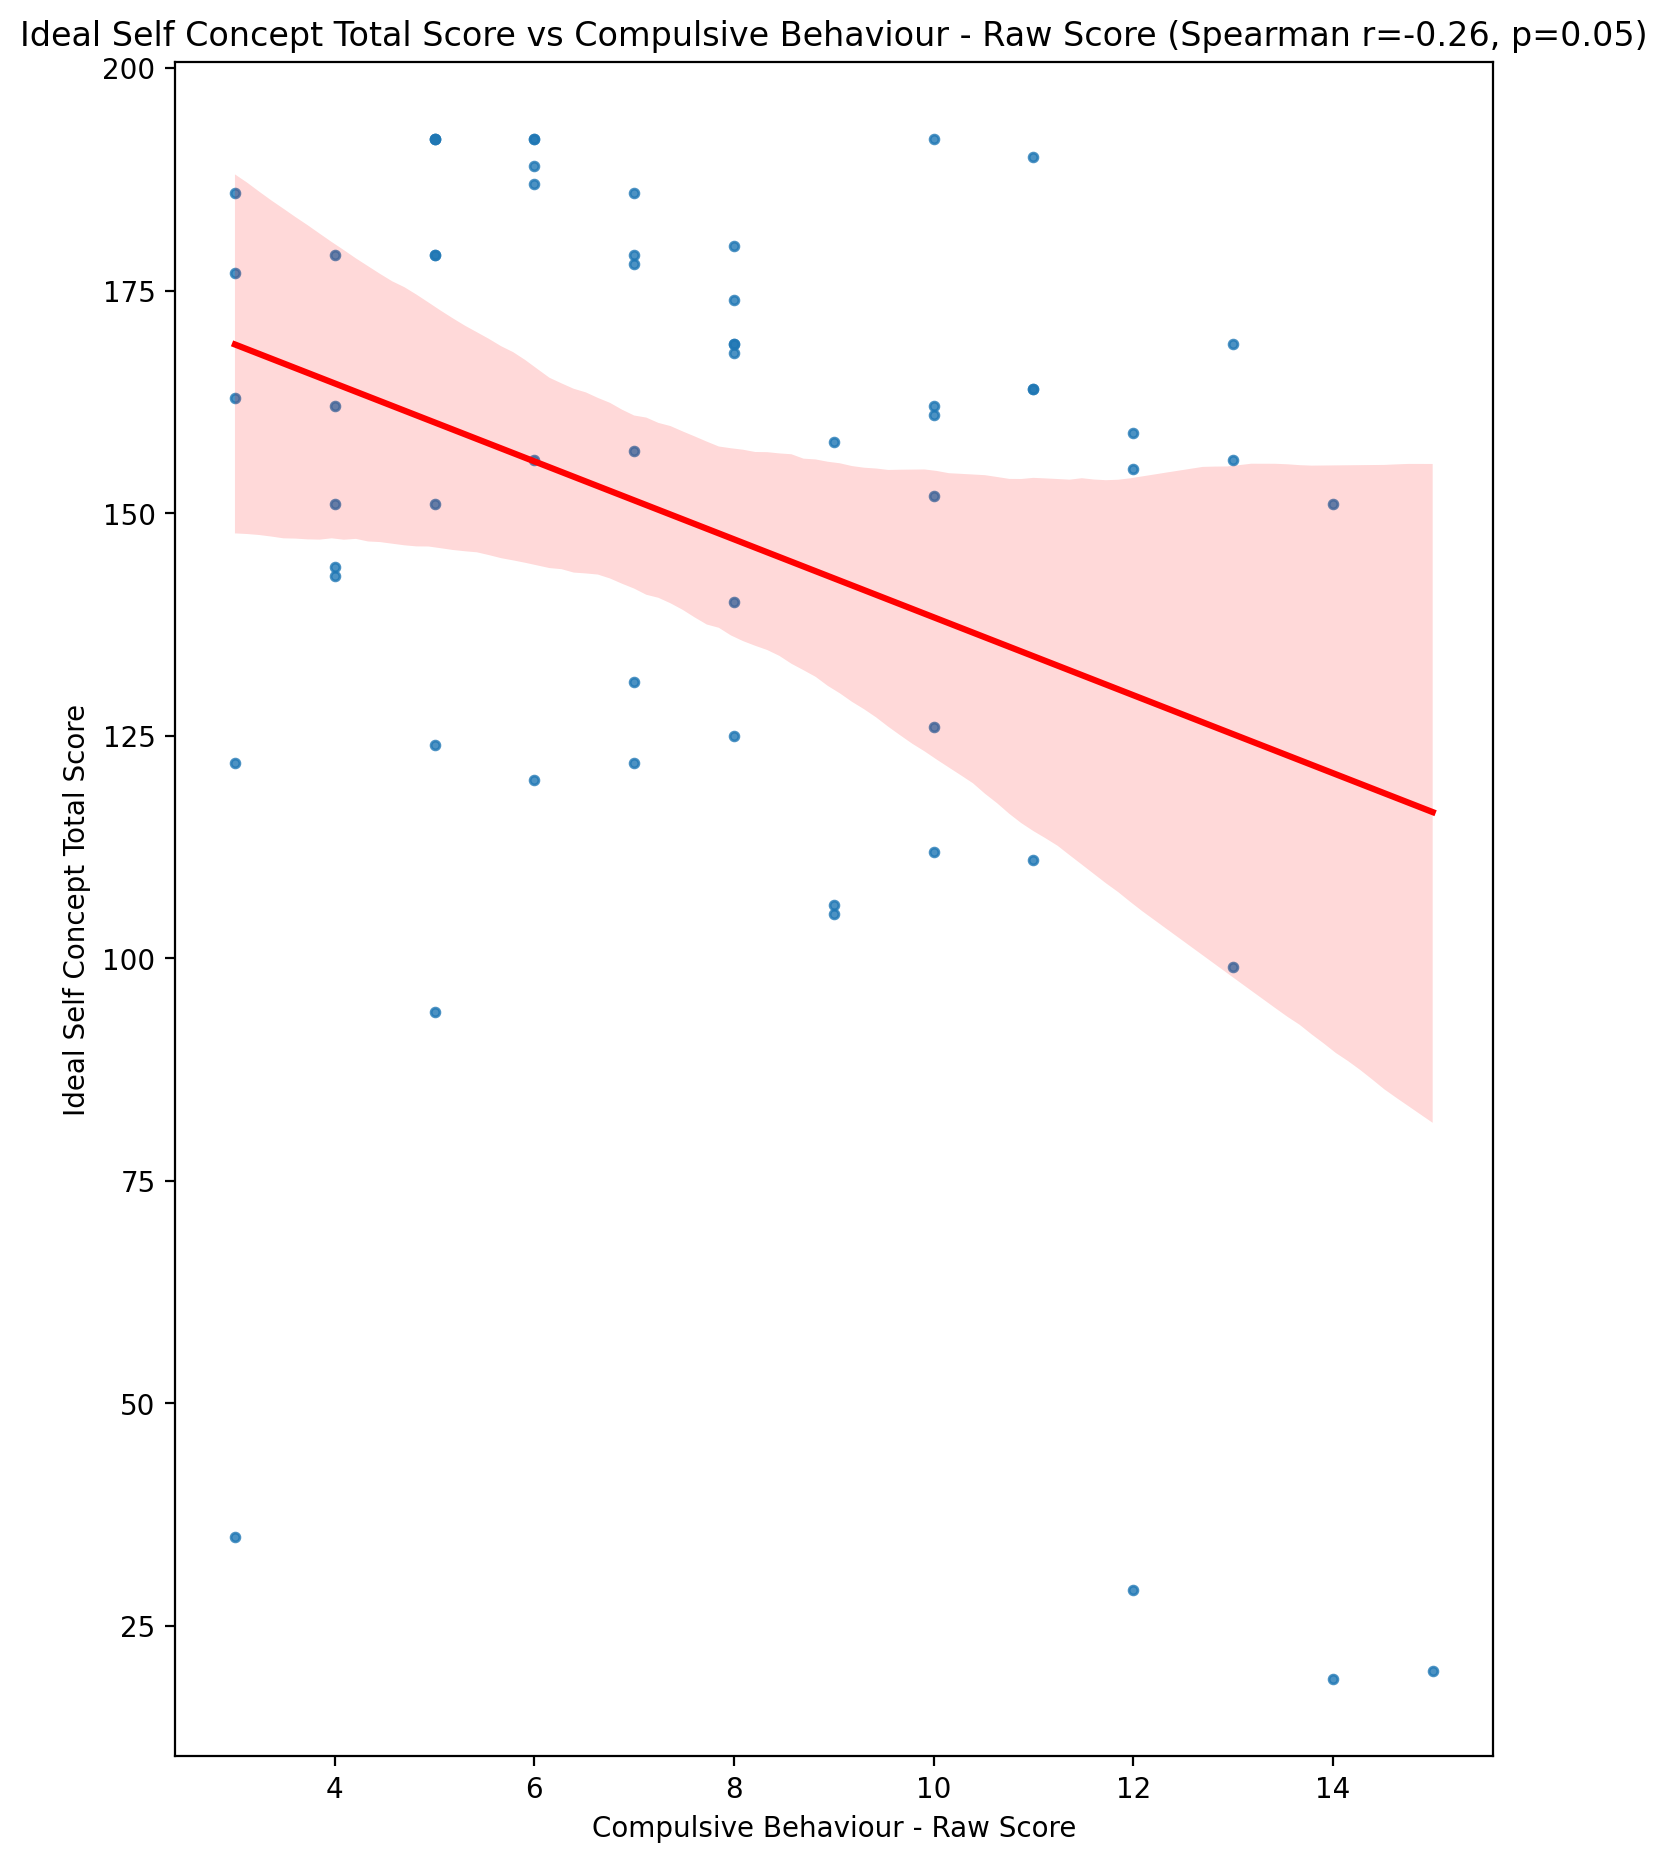 Ideal Self Concept Total Score vs Compulsive Behaviour - Raw Score (Spearman r=-0.26, p=0.05)
200
175
150
125
100
75
50
25
Ideal Self Concept Total Score
4 6 8 10 12 14
Compulsive Behaviour - Raw Score